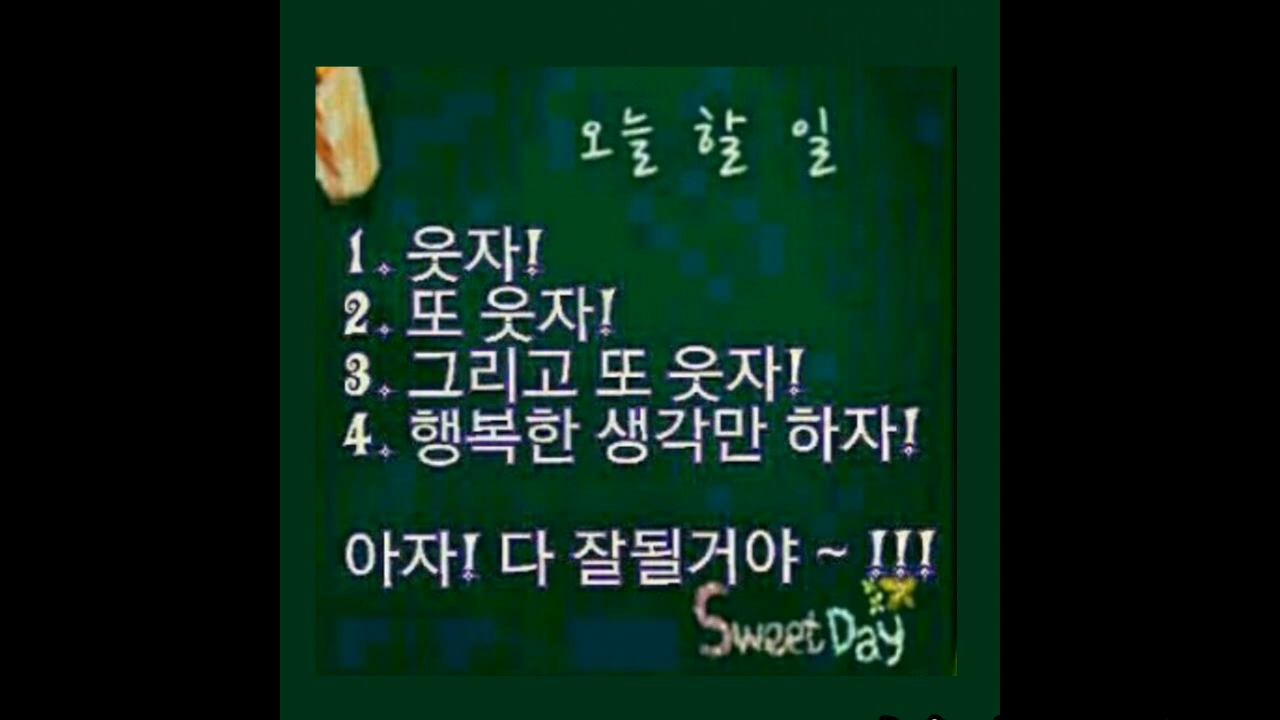 오늘 할 일
1. 웃자!
2. 또 웃자!
3. 그리고 또 웃자!
4. 행복한 생각만 하자!
아자! 다 잘될거야 ~ !!!
Sweet Day